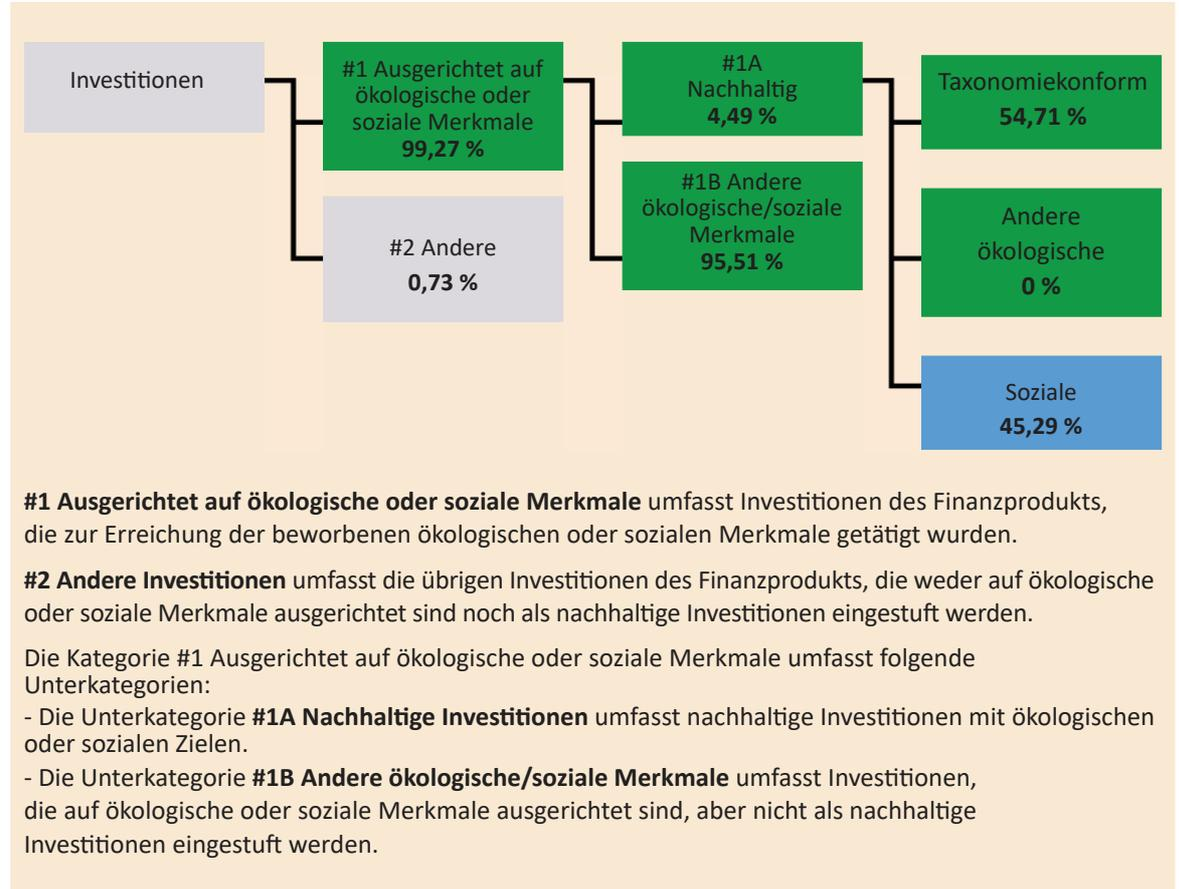 Investitionen
#1 Ausgerichtet auf
ökologische oder
soziale Merkmale
99,27 %
#2 Andere
0,73 %
#1A
Nachhaltig
4,49 %
#1B Andere
ökologische/soziale
Merkmale
95,51 %
Taxonomiekonform
54,71 %
Andere
ökologische
0 %
Soziale
45,29 %
#1 Ausgerichtet auf ökologische oder soziale Merkmale umfasst Investitionen des Finanzprodukts,
die zur Erreichung der beworbenen ökologischen oder sozialen Merkmale getätigt wurden.
#2 Andere Investitionen umfasst die übrigen Investitionen des Finanzprodukts, die weder auf ökologische
oder soziale Merkmale ausgerichtet sind noch als nachhaltige Investitionen eingestuft werden.
Die Kategorie #1 Ausgerichtet auf ökologische oder soziale Merkmale umfasst folgende
Unterkategorien:
- Die Unterkategorie #1A Nachhaltige Investitionen umfasst nachhaltige Investitionen mit ökologischen
oder sozialen Zielen.
- Die Unterkategorie #1B Andere ökologische/soziale Merkmale umfasst Investitionen,
die auf ökologische oder soziale Merkmale ausgerichtet sind, aber nicht als nachhaltige
Investitionen eingestuft werden.